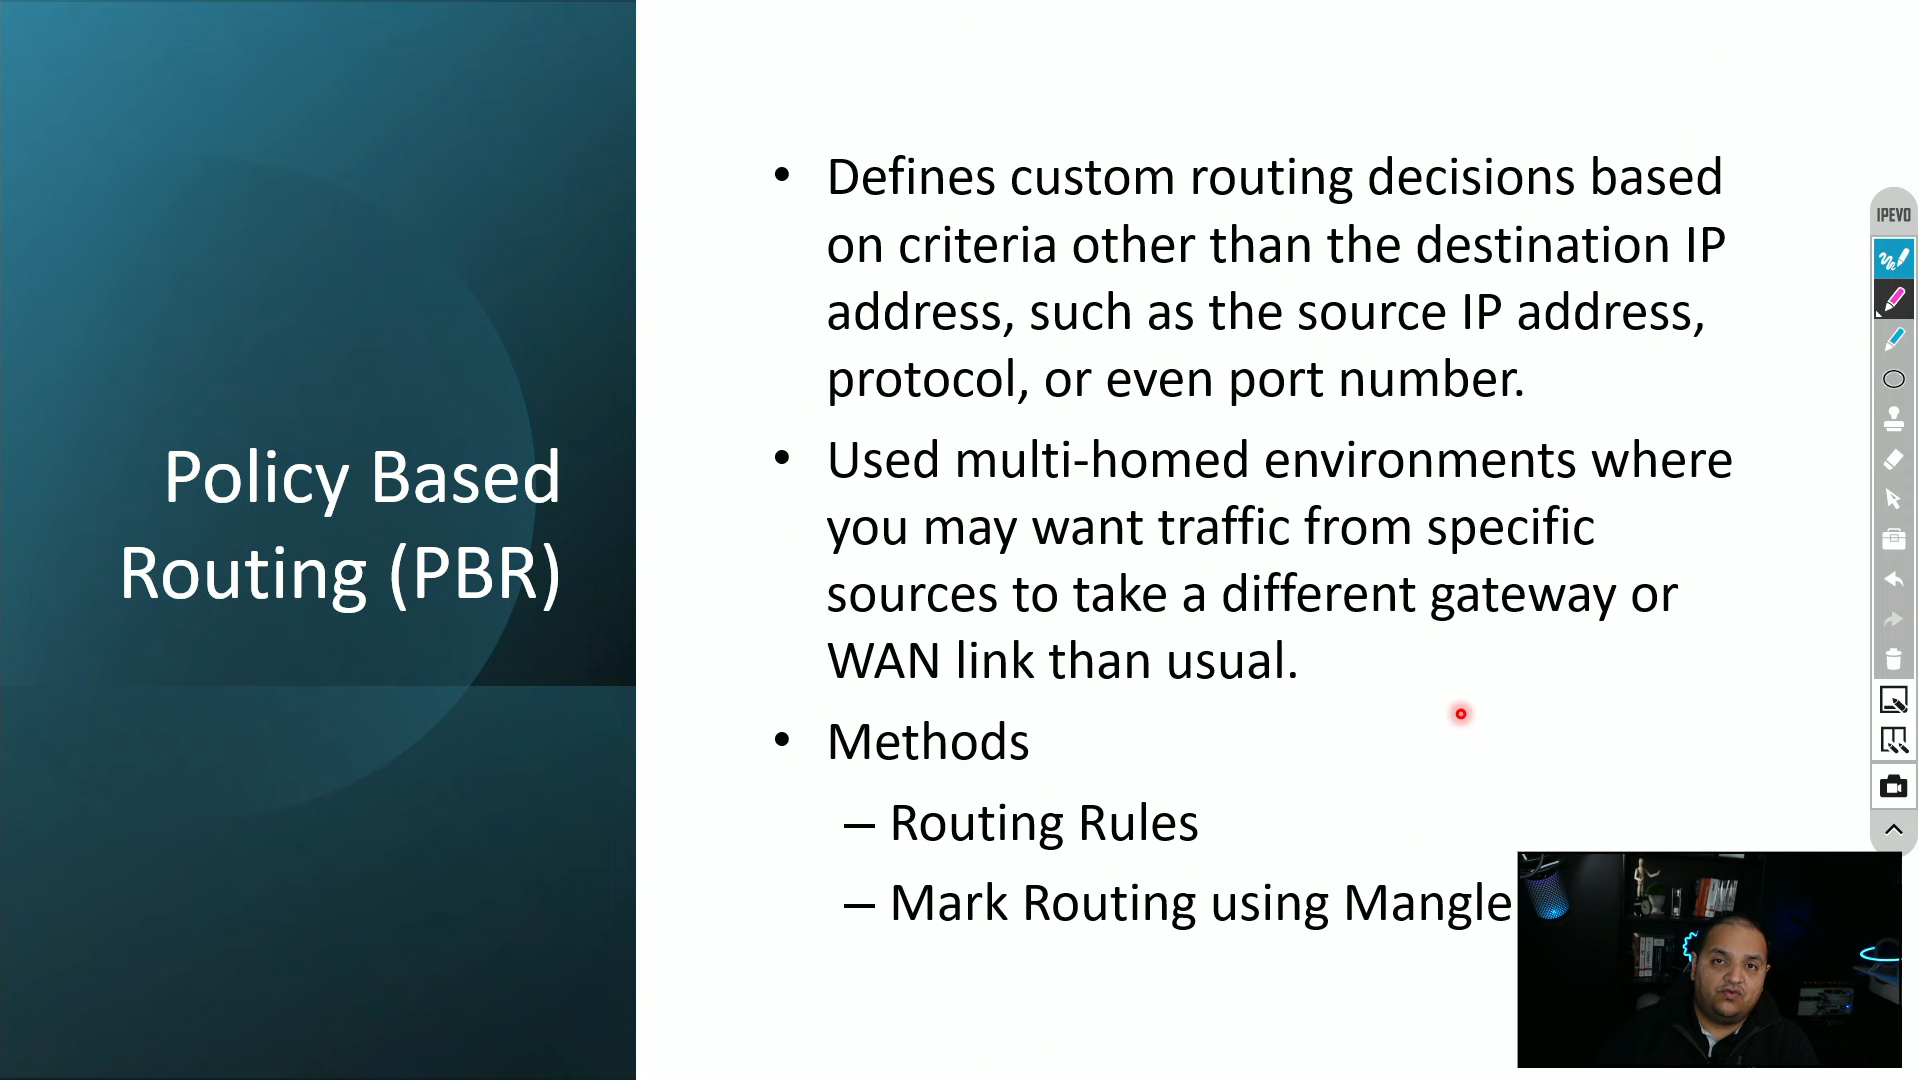 Policy Based
Routing (PBR)
• Defines custom routing decisions based
on criteria other than the destination IP
address, such as the source IP address,
protocol, or even port number.
• Used multi-homed environments where
you may want traffic from specific
sources to take a different gateway or
WAN link than usual.
• Methods
– Routing Rules
– Mark Routing using Mangle
IPEVO